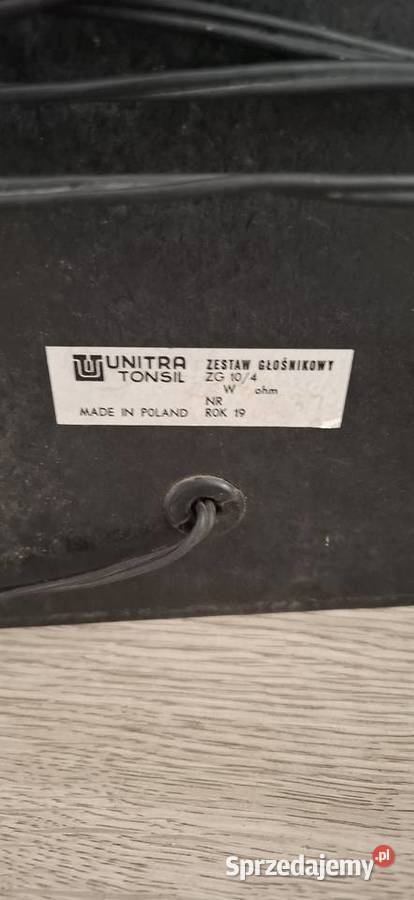 UNITRA
TONSIL
MADE IN POLAND
ZESTAW GŁOŚNIKOWY
ZG 10/4
W ohm
NR
ROK 19
Sprzedajemy.pl